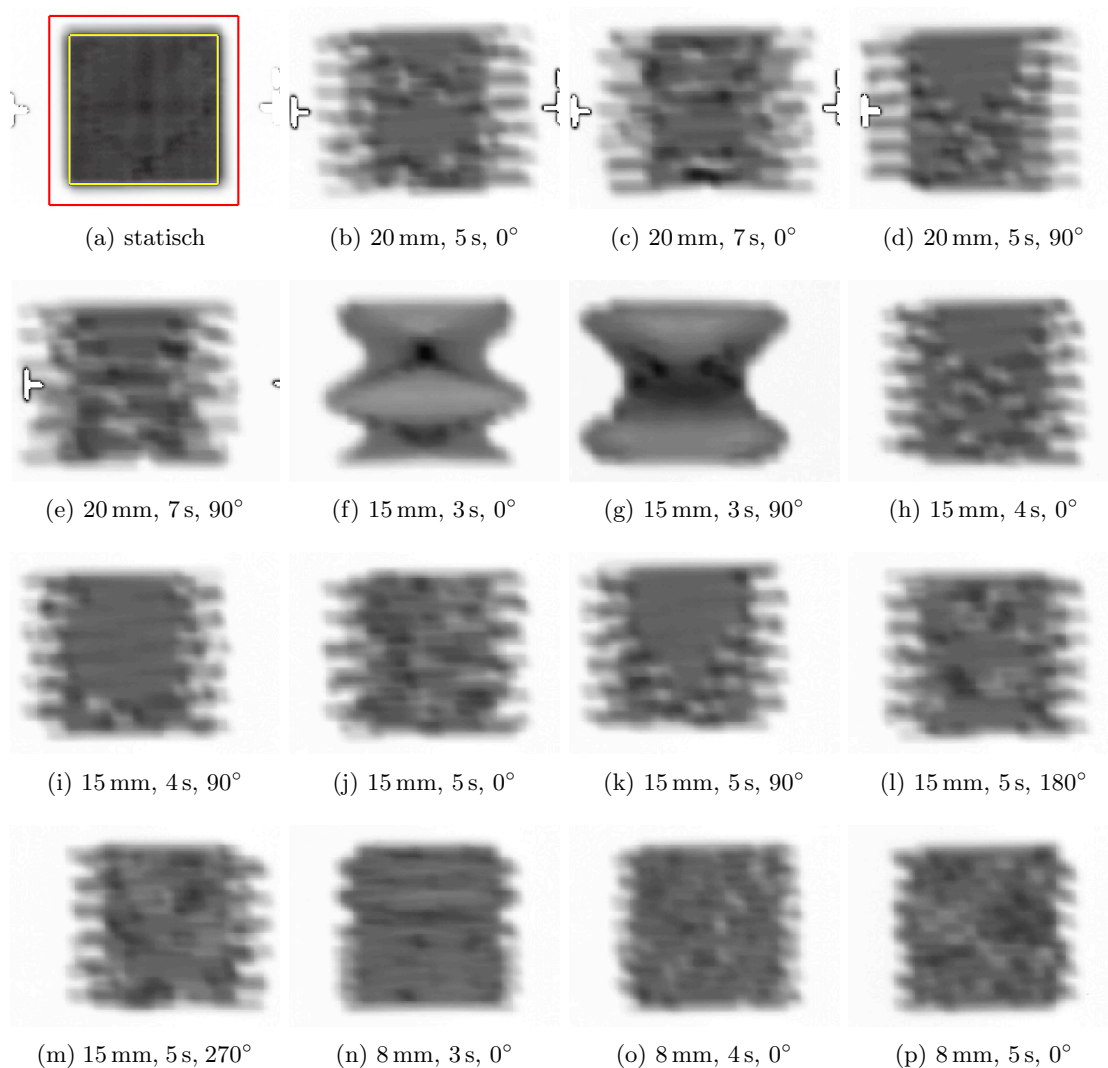 (a) statisch
(b) 20 mm, 5 s, 0°
(c) 20 mm, 7 s, 0°
(d) 20 mm, 5 s, 90°
(e) 20 mm, 7 s, 90°
(f) 15 mm, 3 s, 0°
(g) 15 mm, 3 s, 90°
(h) 15 mm, 4 s, 0°
(i) 15 mm, 4 s, 90°
(j) 15 mm, 5 s, 0°
(k) 15 mm, 5 s, 90°
(l) 15 mm, 5 s, 180°
(m) 15 mm, 5 s, 270°
(n) 8 mm, 3 s, 0°
(o) 8 mm, 4 s, 0°
(p) 8 mm, 5 s, 0°